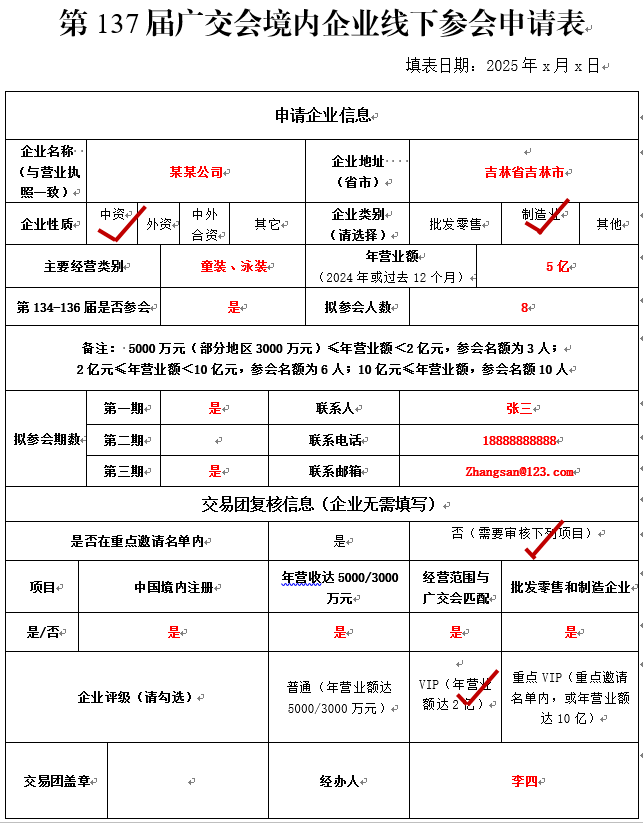 第 137 届广交会境内企业线下参会申请表
填表日期：2025 年 x 月 x 日
申请企业信息
企业名称
（与营业执
照一致）
某某公司
企业地址
（省市）
吉林省吉林市
企业性质
中资
外资
中外
合资
其它
企业类别
（请选择）
批发零售
制造业
其他
主要经营类别
童装、泳装
年营业额
（2024 年或过去 12 个月）
5 亿
第 134-136 届是否参会
是
拟参会人数
8
备注： 5000 万元（部分地区 3000 万元）≤年营业额＜2 亿元，参会名额为 3 人；
2 亿元≤年营业额＜10 亿元，参会名额为 6 人；10 亿元≤年营业额，参会名额 10 人
拟参会期数
第一期
是
联系人
张三
第二期
联系电话
18888888888
第三期
是
联系邮箱
Zhangsan@123.com
交易团复核信息（企业无需填写）
是否在重点邀请名单内
是
否（需要审核下列项目）
项目
中国境内注册
年营收达 5000/3000
万元
经营范围与
广交会匹配
批发零售和制造企业
是/否
是
是
是
是
企业评级（请勾选）
普通（年营业额达
5000/3000 万元）
VIP（年营业
额达 2 亿）
重点 VIP（重点邀请
名单内，或年营业额
达 10 亿）
交易团盖章
经办人
李四